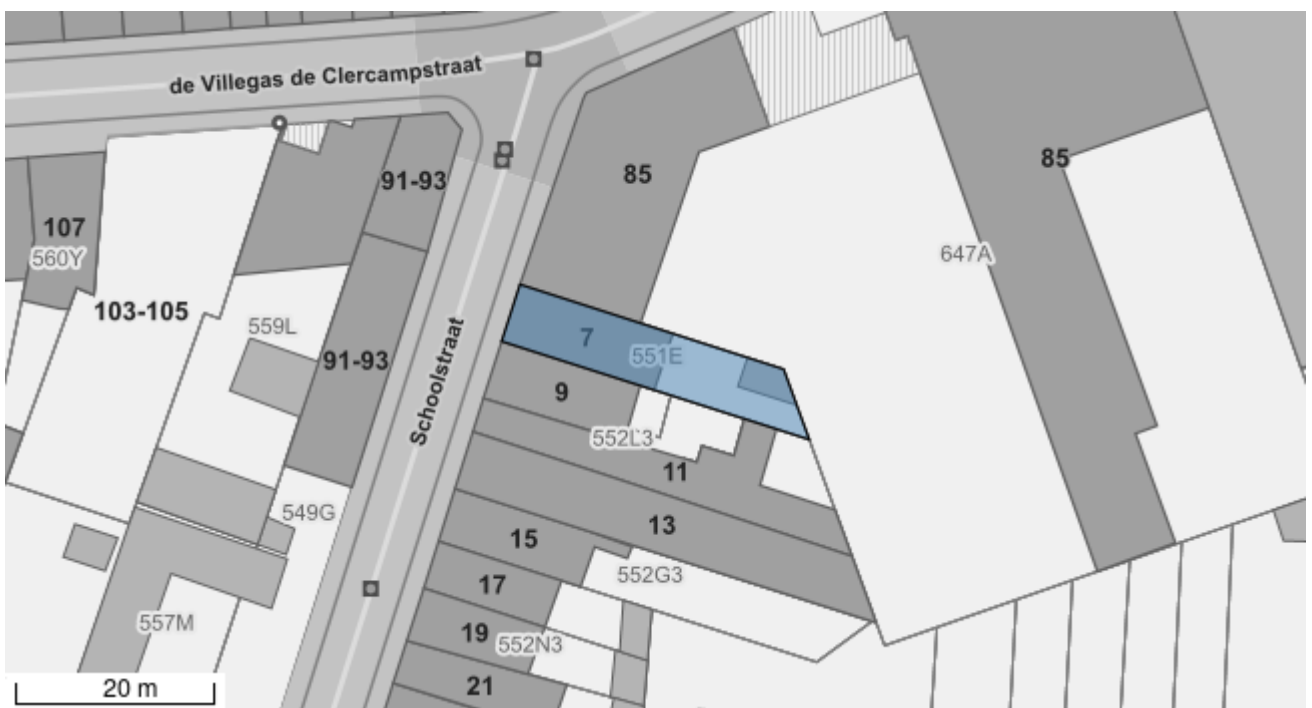 de Villegas de Clercampstraat
85
85
91-93
107
560Y
647A
103-105
559L
7
551E
91-93
Schoolstraat
9
552L3
11
549G
13
15
552G3
17
557M
19
552N3
21
20 m